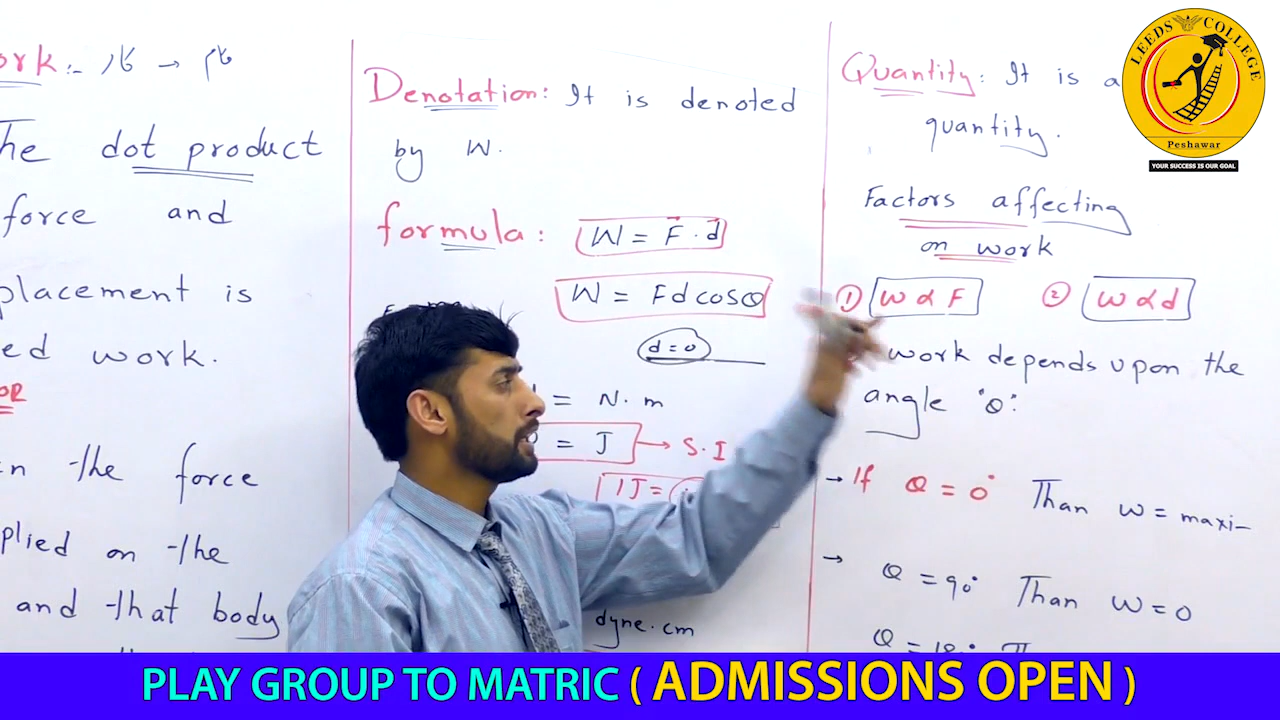 ork:- کار → کام
The dot product
force and
placement is
ed work.
OR
n the force
plied on the
and that body
Denotation: It is denoted
by W.
formula: W = F⃗ . d⃗
W = Fd cosθ
d = 0
= N. m
= J → S.I
1J =
dyne.cm
Quantity: It is a
quantity.
Factors affecting
on work
① W α F ② W α d
work depends upon the
angle "θ".
→ If θ = 0° Than W = maxi-
→ θ = 90° Than W = 0
LEEDS COLLEGE
Peshawar
YOUR SUCCESS IS OUR GOAL
PLAY GROUP TO MATRIC ( ADMISSIONS OPEN )